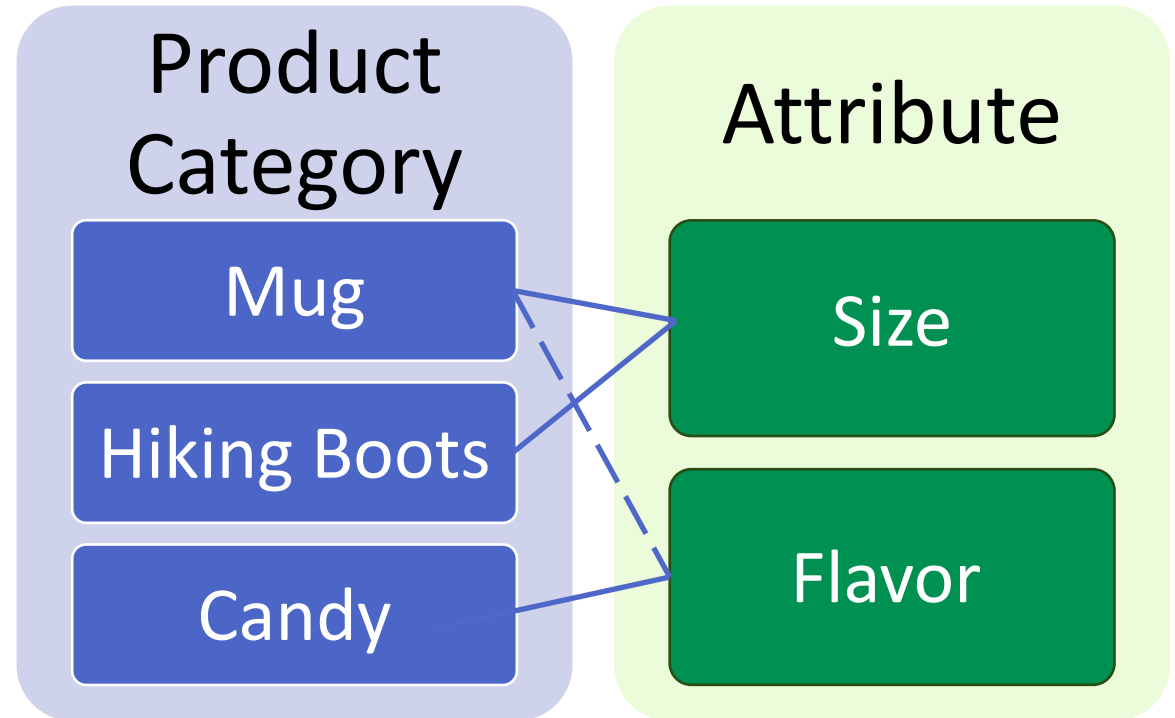 Product
Category
Mug
Hiking Boots
Candy
Attribute
Size
Flavor